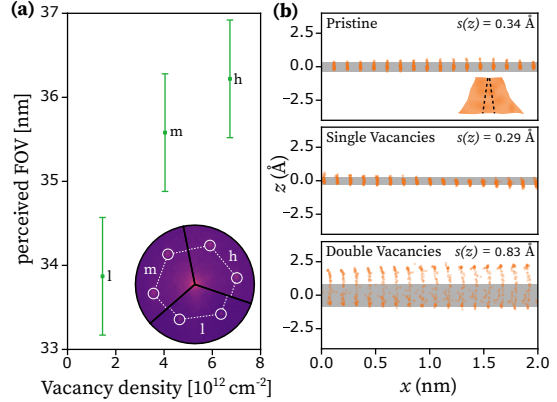 (a)
37
36
35
34
33
perceived FOV [nm]
l
m
h
m
h
l
0
2
4
6
8
Vacancy density [10¹² cm⁻²]
(b)
Pristine
s(z) = 0.34 Å
2.5
0.0
−2.5
Single Vacancies
s(z) = 0.29 Å
2.5
0.0
−2.5
z (Å)
Double Vacancies
s(z) = 0.83 Å
2.5
0.0
−2.5
0.0
0.5
1.0
1.5
2.0
x (nm)